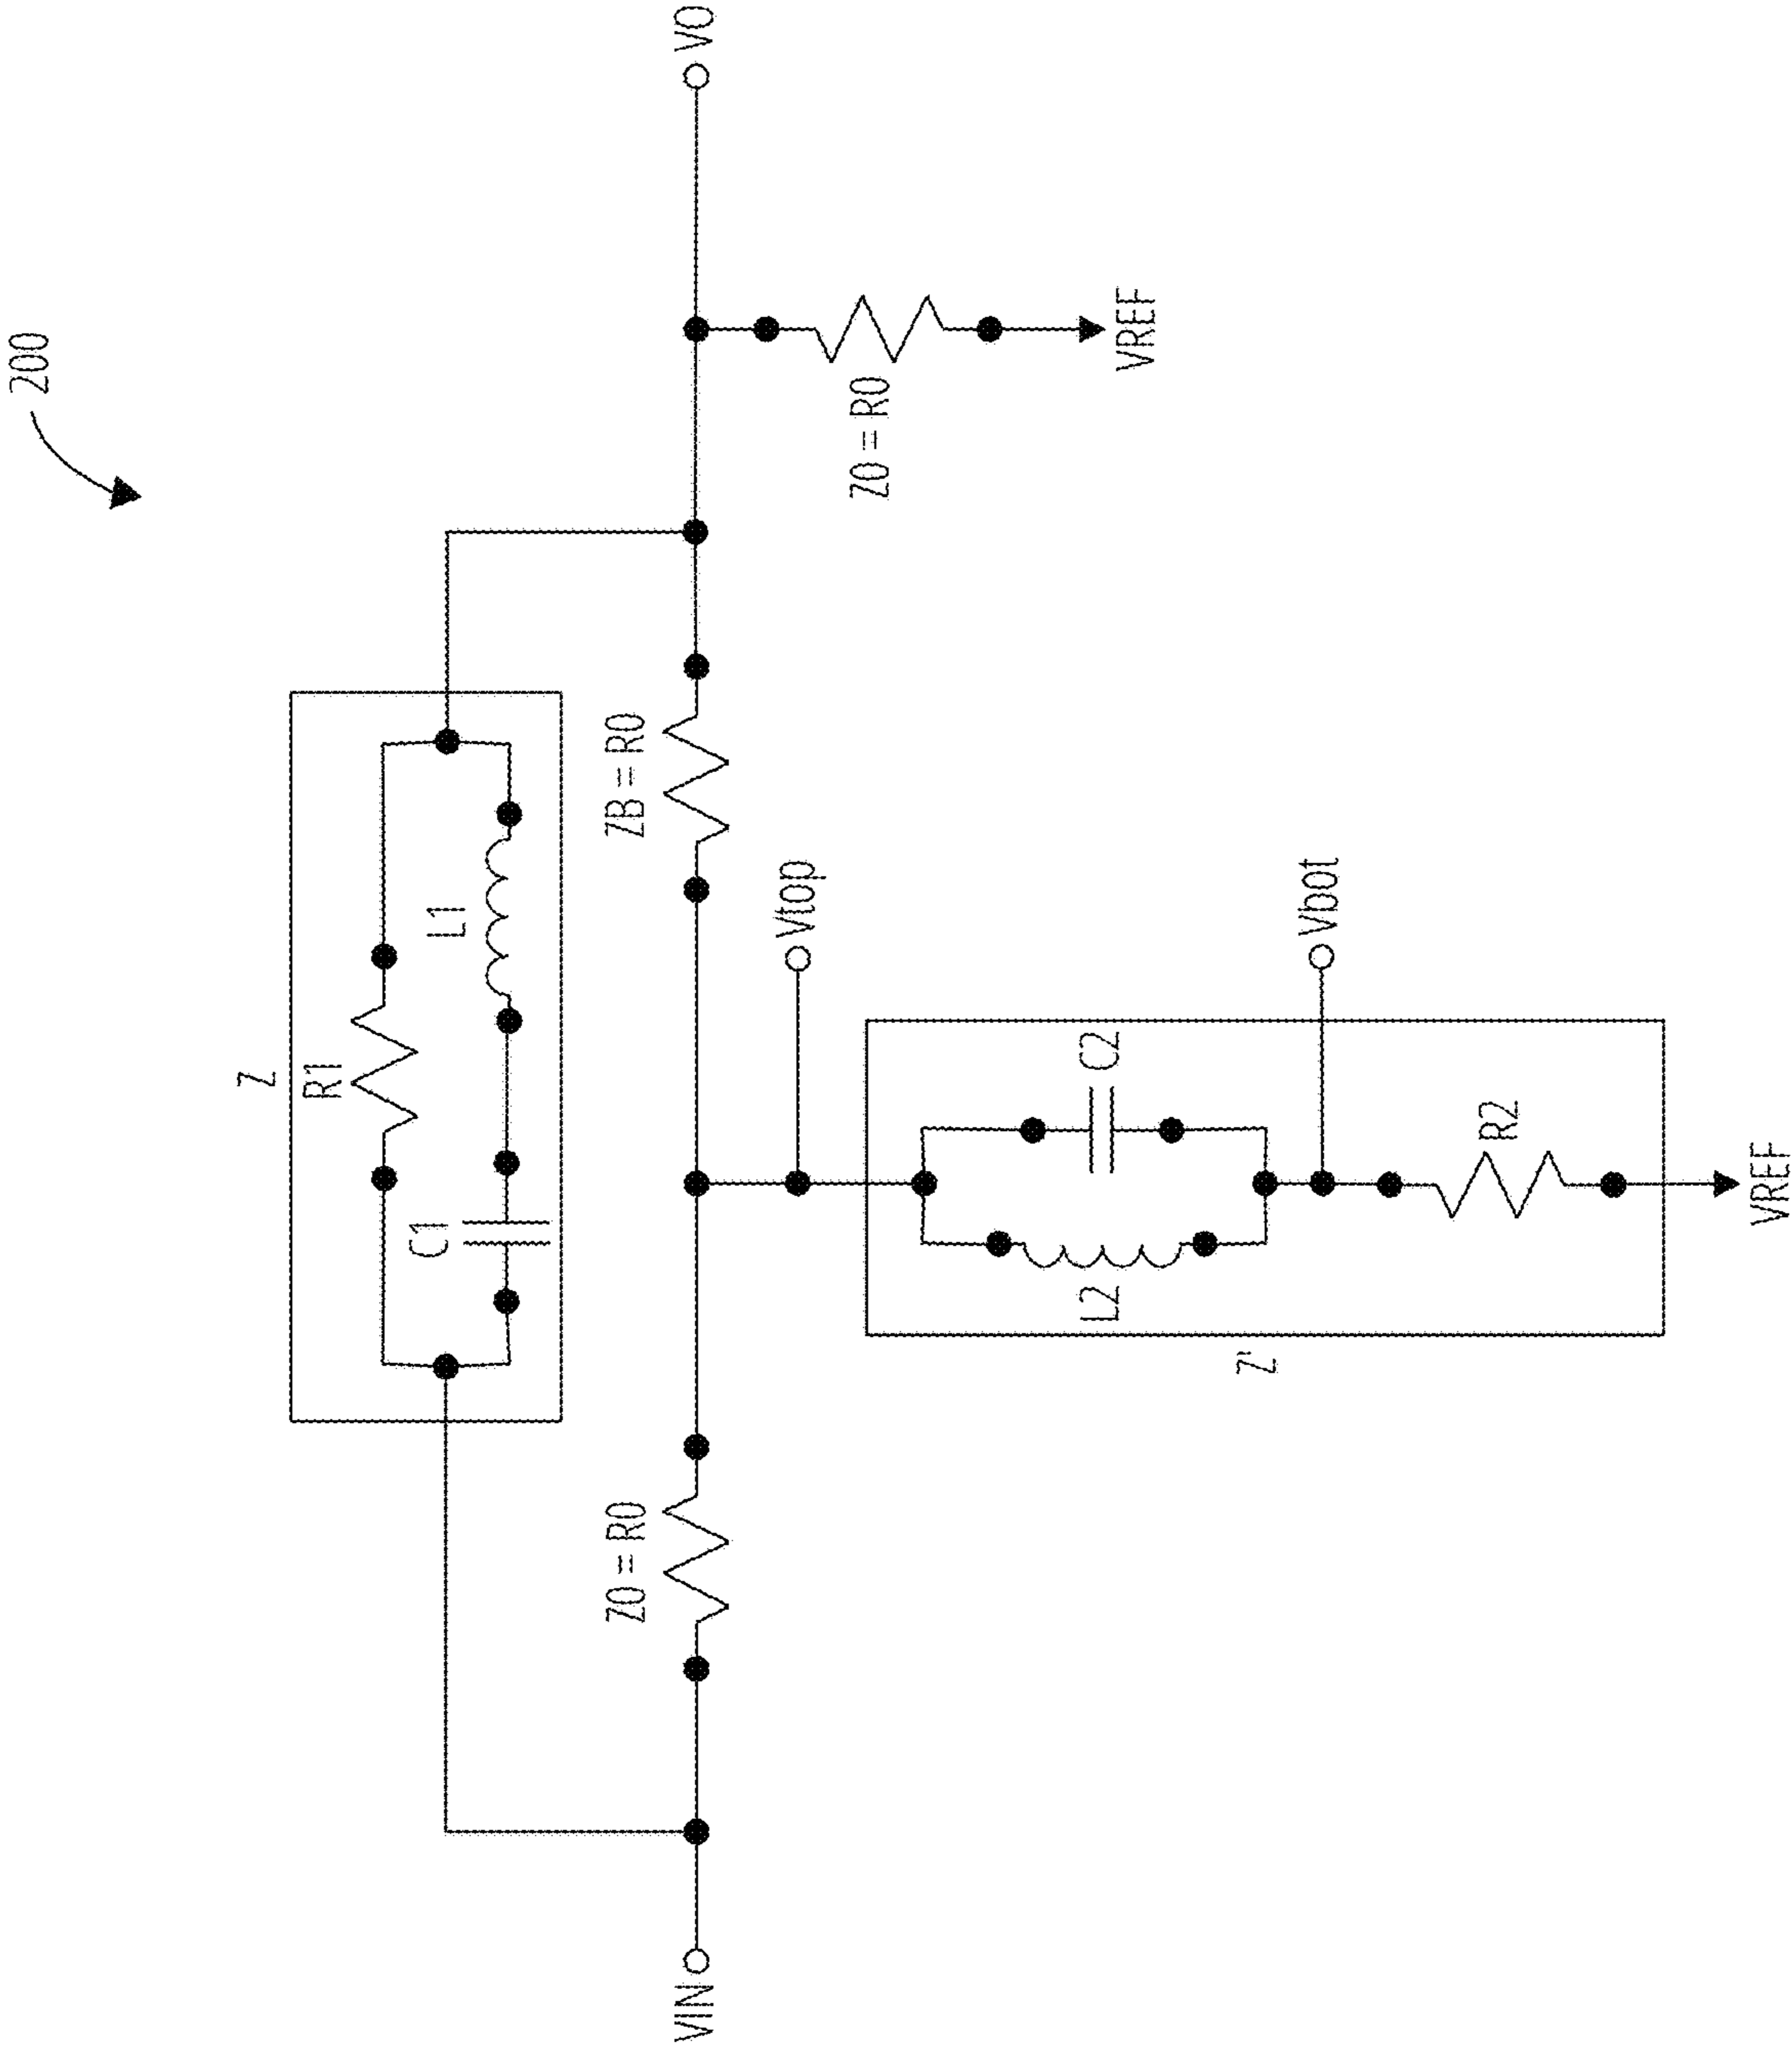 200
Z
R1
C1
L1
Z0 = R0
ZB = R0
VIN
VO
Vtop
Z0 = R0
VREF
Z'
L2
C2
Vbot
R2
VREF